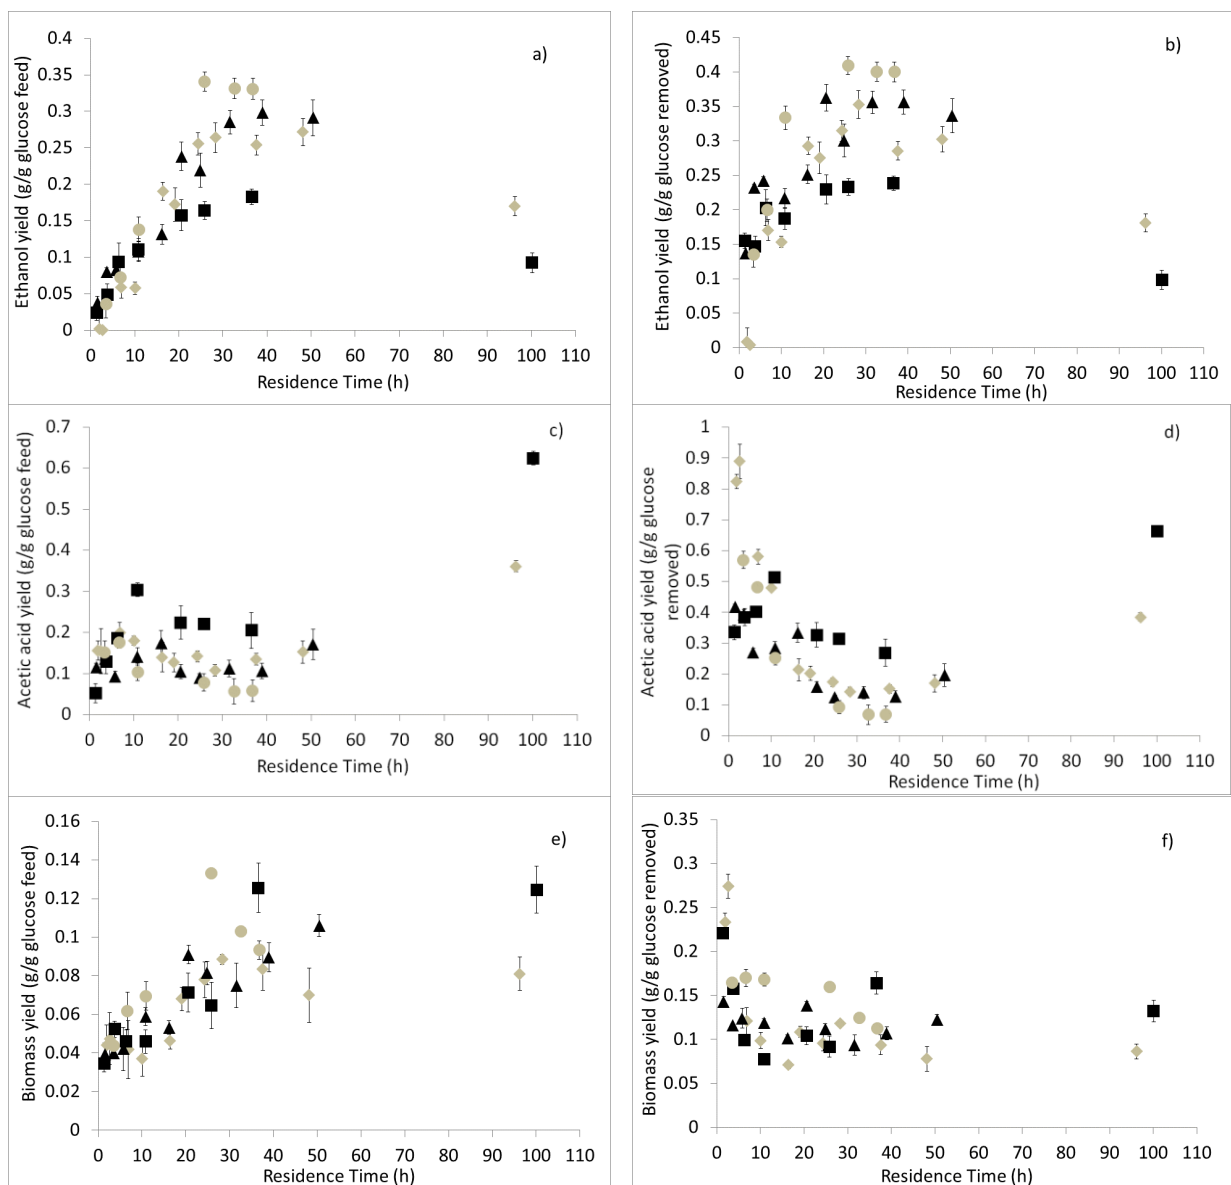 a)
Ethanol yield (g/g glucose feed)
0.4
0.35
0.3
0.25
0.2
0.15
0.1
0.05
0
0 10 20 30 40 50 60 70 80 90 100 110
Residence Time (h)
b)
Ethanol yield (g/g glucose removed)
0.45
0.4
0.35
0.3
0.25
0.2
0.15
0.1
0.05
0
0 10 20 30 40 50 60 70 80 90 100 110
Residence Time (h)
c)
Acetic acid yield (g/g glucose feed)
0.7
0.6
0.5
0.4
0.3
0.2
0.1
0
0 10 20 30 40 50 60 70 80 90 100 110
Residence Time (h)
d)
Acetic acid yield (g/g glucose
removed)
1
0.9
0.8
0.7
0.6
0.5
0.4
0.3
0.2
0.1
0
0 10 20 30 40 50 60 70 80 90 100 110
Residence Time (h)
e)
Biomass yield (g/g glucose feed)
0.16
0.14
0.12
0.1
0.08
0.06
0.04
0.02
0
0 10 20 30 40 50 60 70 80 90 100 110
Residence Time (h)
f)
Biomass yield (g/g glucose removed)
0.35
0.3
0.25
0.2
0.15
0.1
0.05
0
0 10 20 30 40 50 60 70 80 90 100 110
Residence Time (h)